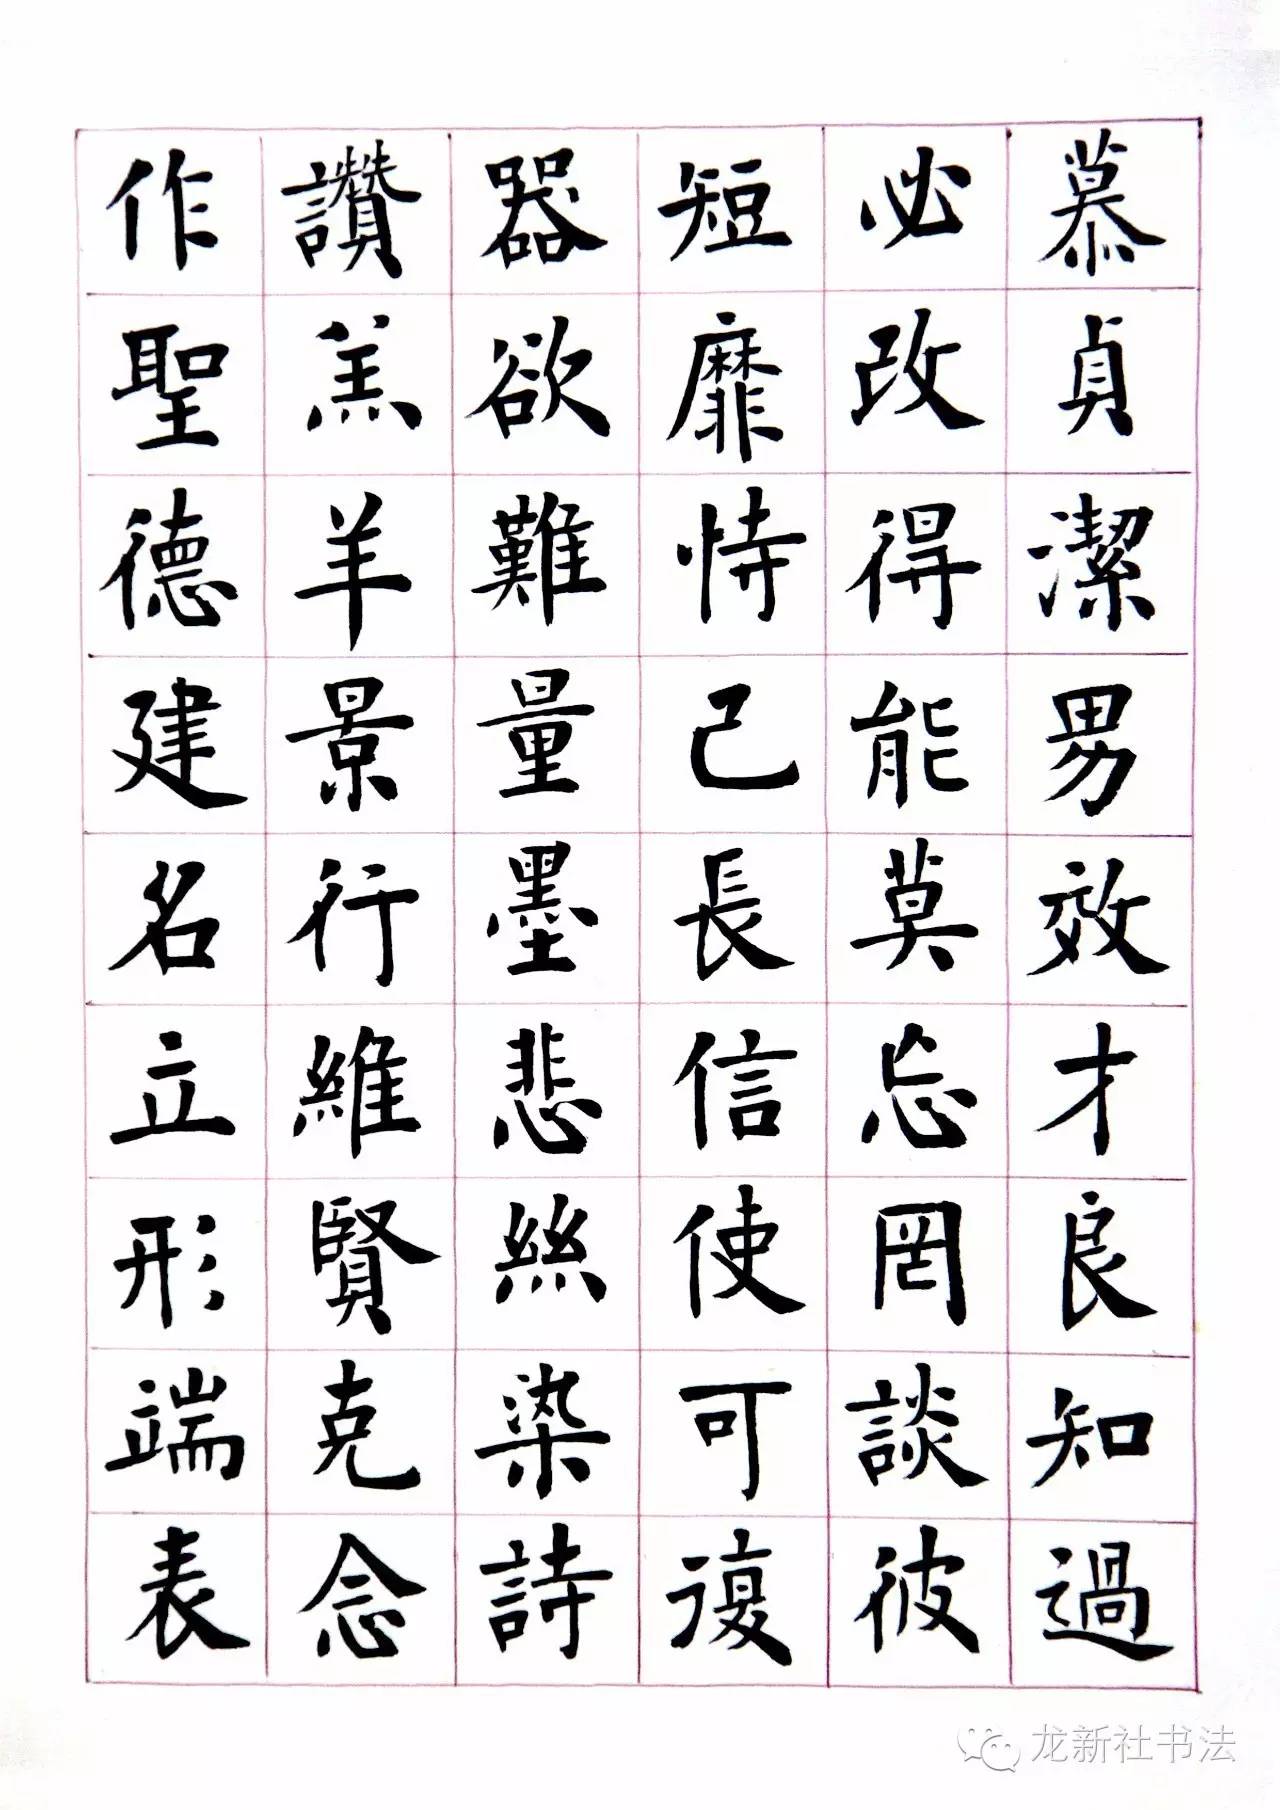 慕貞潔男效才良知過
必改得能莫忘罔談彼
短靡恃己長信使可復
器欲難量墨悲絲染詩
讚羔羊景行維賢克念
作聖德建名立形端表
龙新社书法